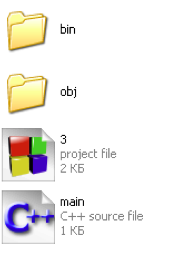 bin
obj
3
project file
2 КБ
C++
main
C++ source file
1 КБ